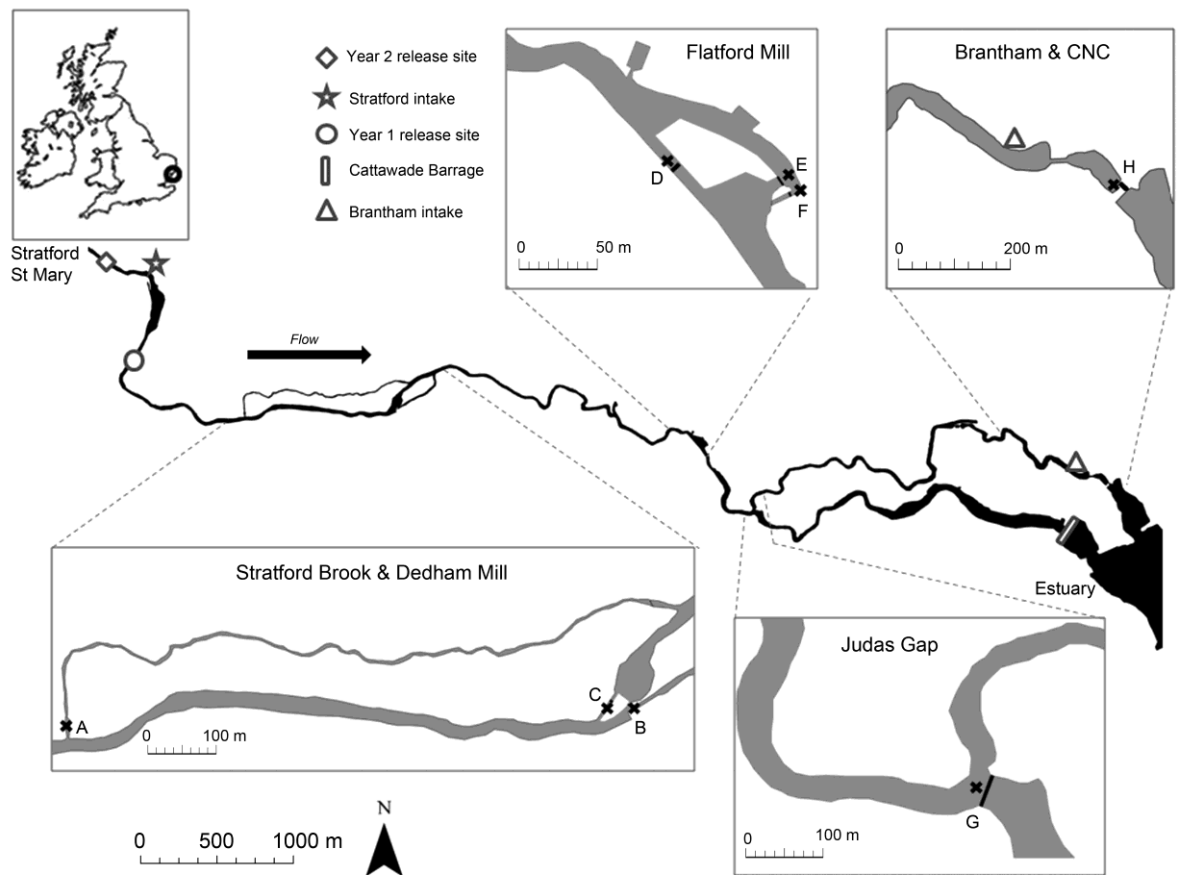 Year 2 release site
Stratford intake
Year 1 release site
Cattawade Barrage
Brantham intake
Flatford Mill
D
E
F
0 50 m
Brantham & CNC
H
0 200 m
Stratford
St Mary
Flow
Estuary
Stratford Brook & Dedham Mill
A
C
B
0 100 m
Judas Gap
G
0 100 m
N
0 500 1000 m